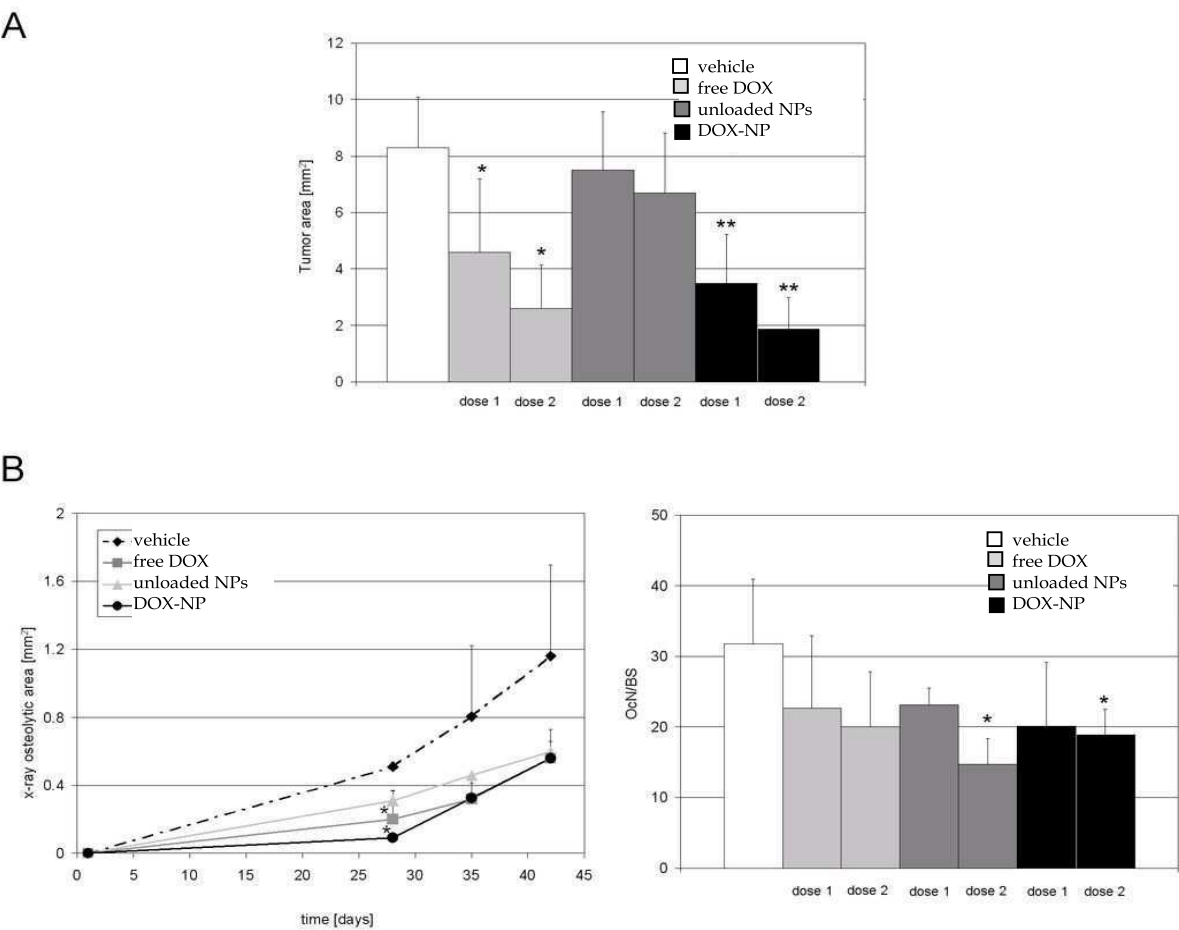 A
12
10
8
6
4
2
0
Tumor area [mm²]
vehicle
free DOX
unloaded NPs
DOX-NP
*
*
**
**
dose 1 dose 2 dose 1 dose 2 dose 1 dose 2
B
2
1.6
1.2
0.8
0.4
0
x-ray osteolytic area [mm²]
vehicle
free DOX
unloaded NPs
DOX-NP
*
*
0 5 10 15 20 25 30 35 40 45
time [days]
50
40
30
20
10
0
OcN/BS
vehicle
free DOX
unloaded NPs
DOX-NP
*
*
dose 1 dose 2 dose 1 dose 2 dose 1 dose 2